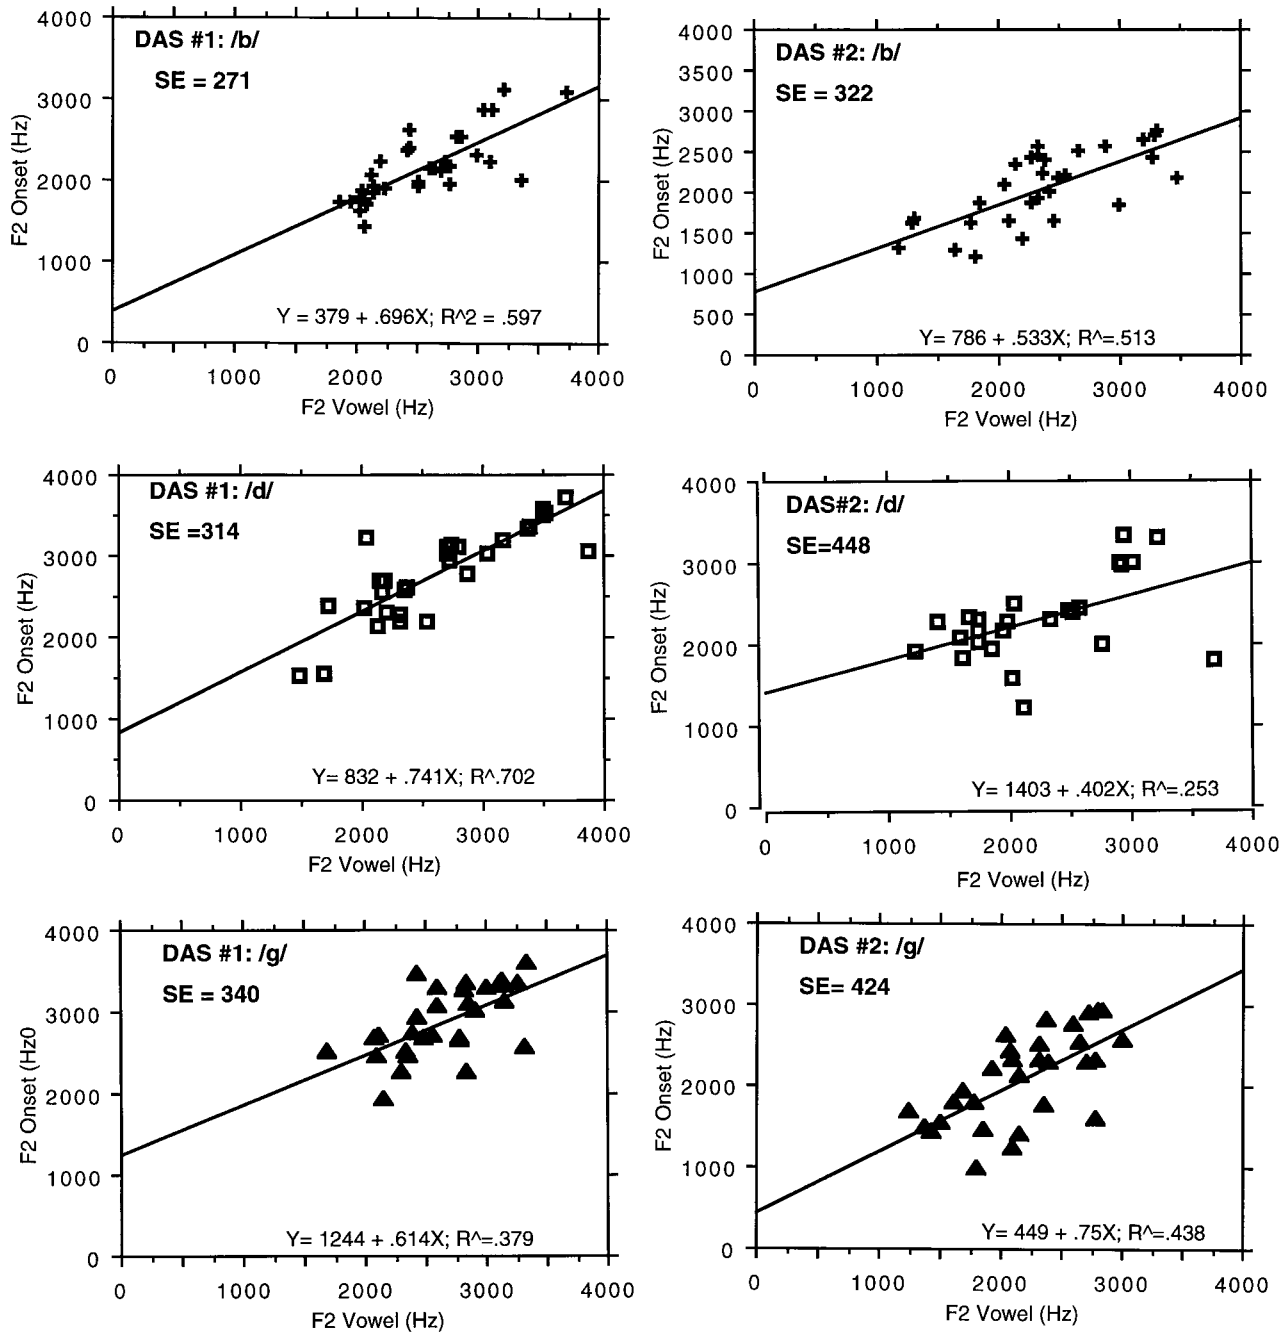 4000
DAS #1: /b/
SE = 271
3000
2000
1000
0
F2 Onset (Hz)
Y = 379 + .696X; R^2 = .597
0 1000 2000 3000 4000
F2 Vowel (Hz)
4000
DAS #2: /b/
3500
SE = 322
3000
2500
2000
1500
1000
500
0
F2 Onset (Hz)
Y= 786 + .533X; R^=.513
0 1000 2000 3000 4000
F2 Vowel (Hz)
4000
DAS #1: /d/
SE =314
3000
2000
1000
0
F2 Onset (Hz)
Y= 832 + .741X; R^.702
0 1000 2000 3000 4000
F2 Vowel (Hz)
4000
DAS#2: /d/
SE=448
3000
2000
1000
0
F2 Onset (Hz)
Y= 1403 + .402X; R^=.253
0 1000 2000 3000 4000
F2 Vowel (Hz)
4000
DAS #1: /g/
SE = 340
3000
2000
1000
0
F2 Onset (Hz0
Y= 1244 + .614X; R^=.379
0 1000 2000 3000 4000
F2 Vowel (Hz)
4000
DAS #2: /g/
SE= 424
3000
2000
1000
0
F2 Onset (Hz)
Y= 449 + .75X; R^=.438
0 1000 2000 3000 4000
F2 Vowel (Hz)